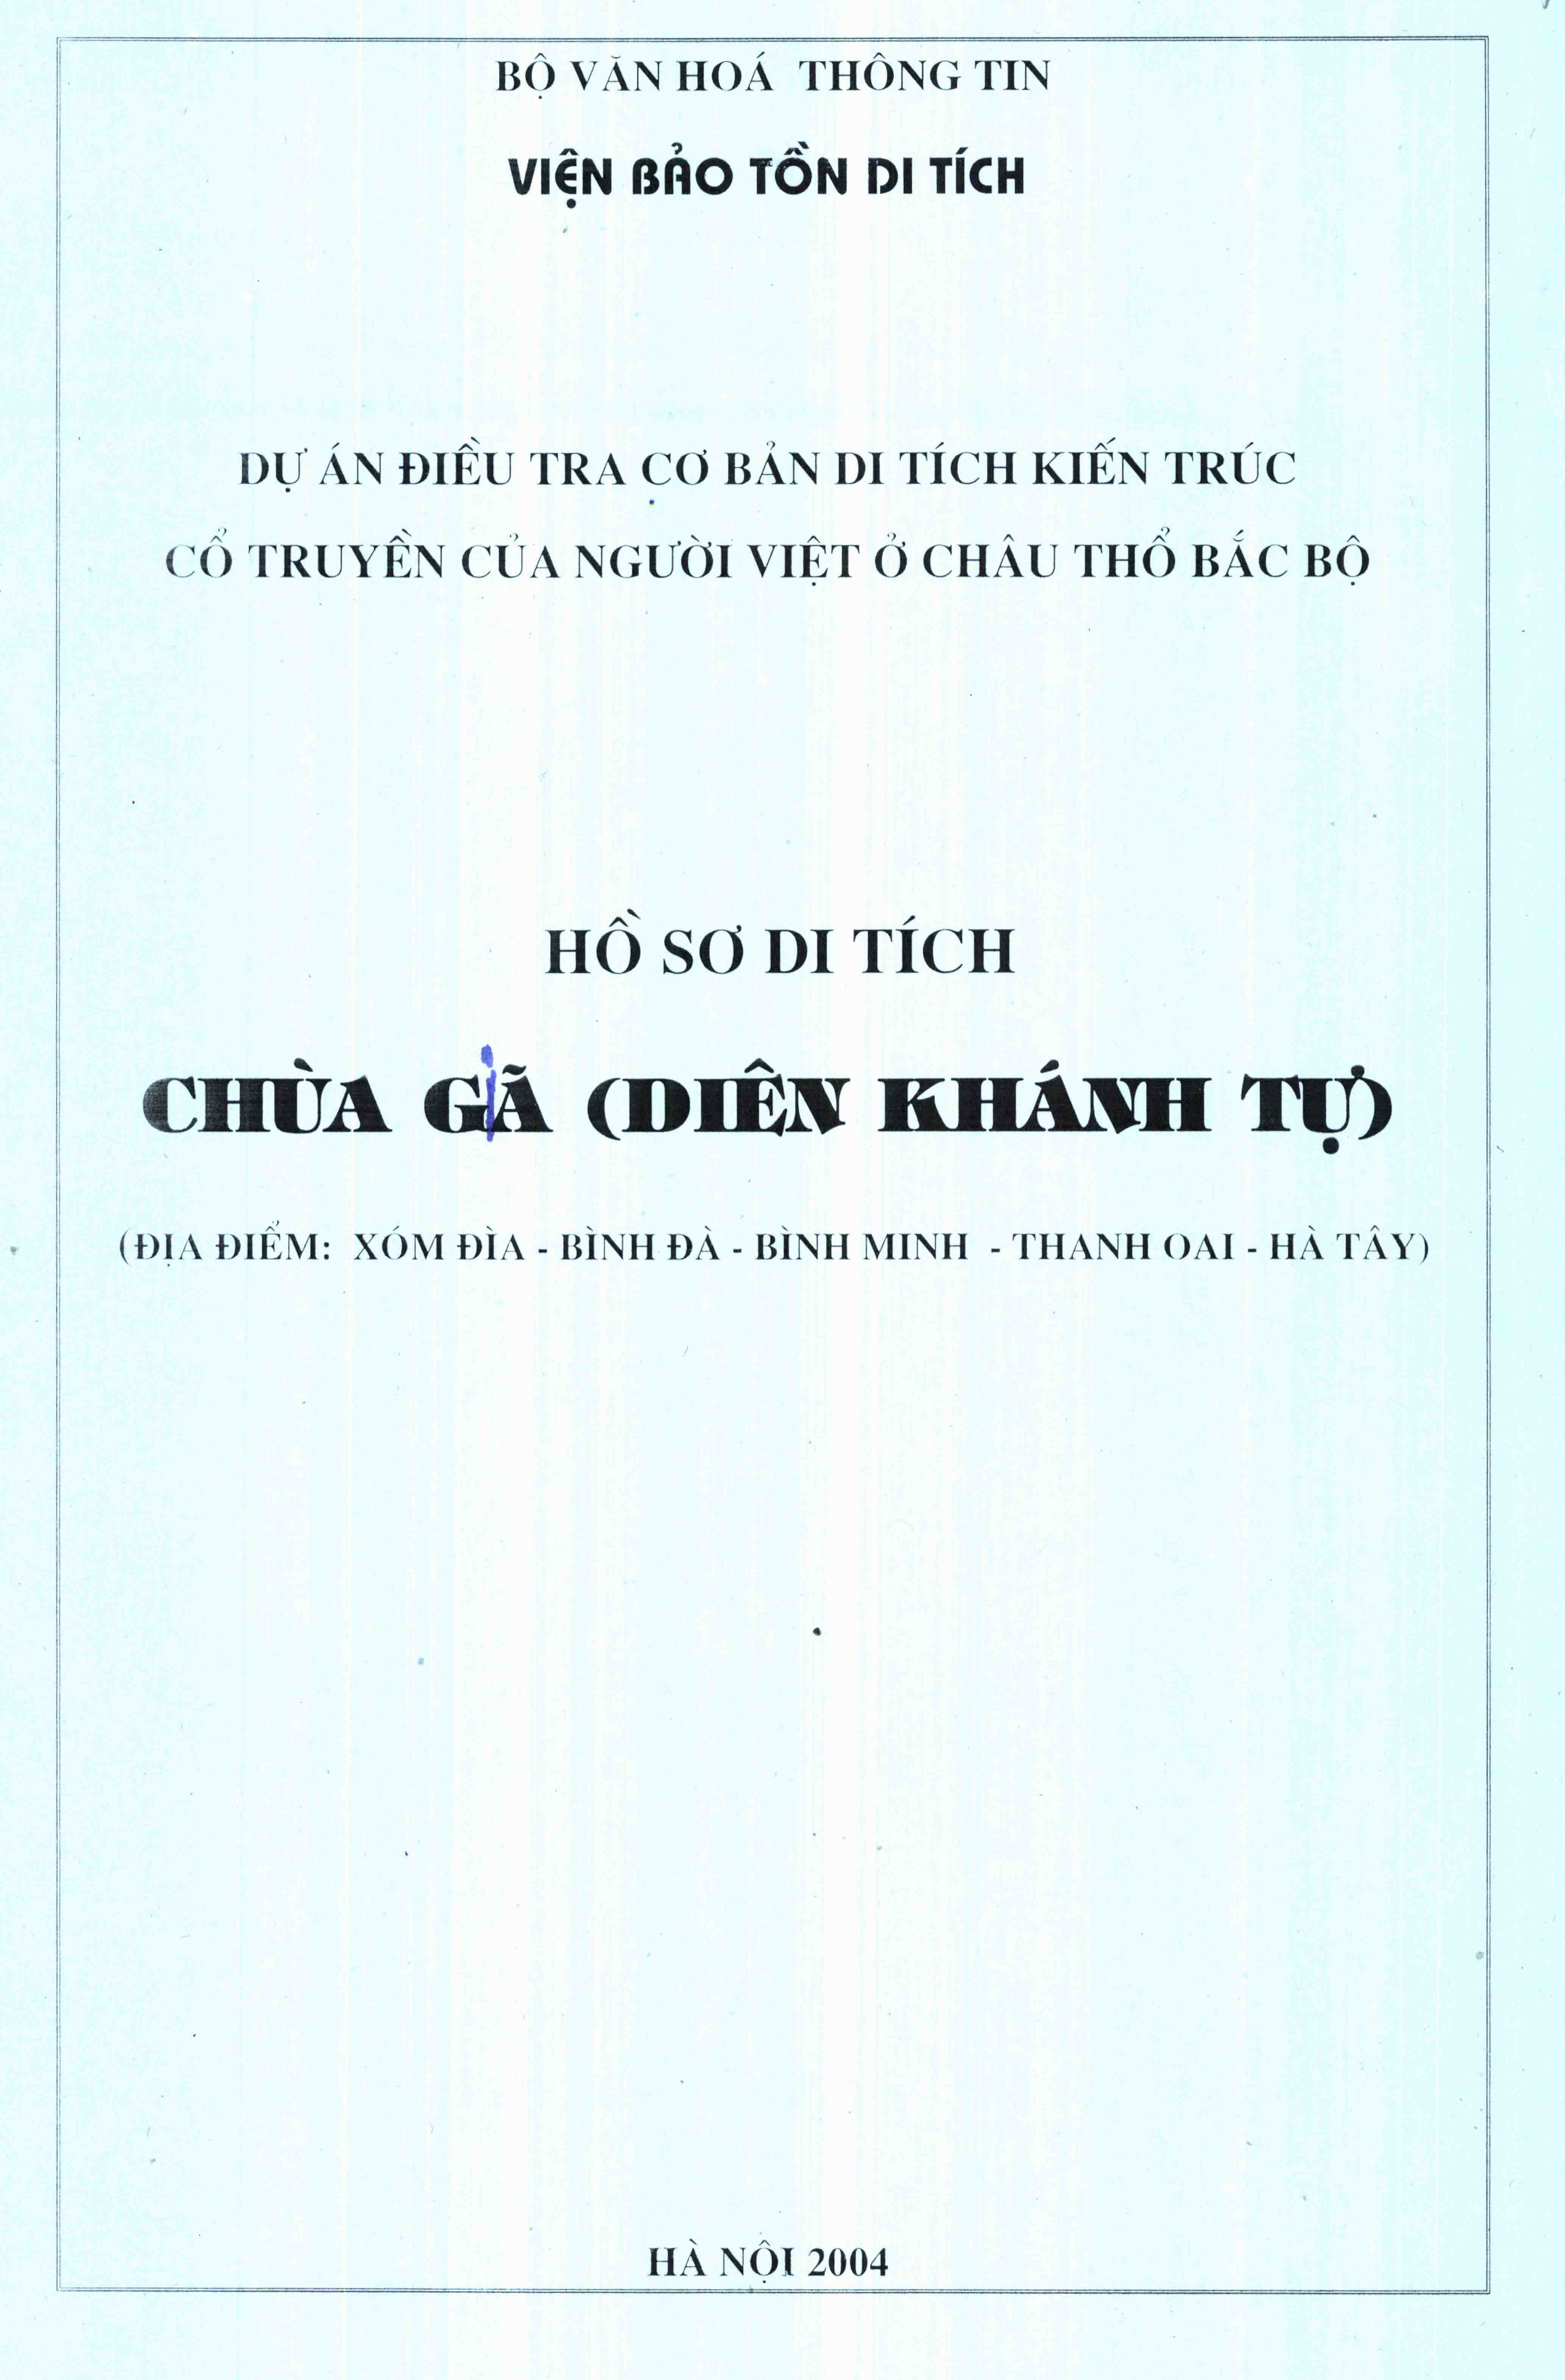 BỘ VĂN HOÁ THÔNG TIN
VIỆN BẢO TỒN DI TÍCH
DỰ ÁN ĐIỀU TRA CƠ BẢN DI TÍCH KIẾN TRÚC
CỔ TRUYỀN CỦA NGƯỜI VIỆT Ở CHÂU THỔ BẮC BỘ
HỒ SƠ DI TÍCH
CHÙA GIÃ (DIÊN KHÁNH TỰ)
(ĐỊA ĐIỂM: XÓM ĐÌA - BÌNH ĐÀ - BÌNH MINH - THANH OAI - HÀ TÂY)
HÀ NỘI 2004